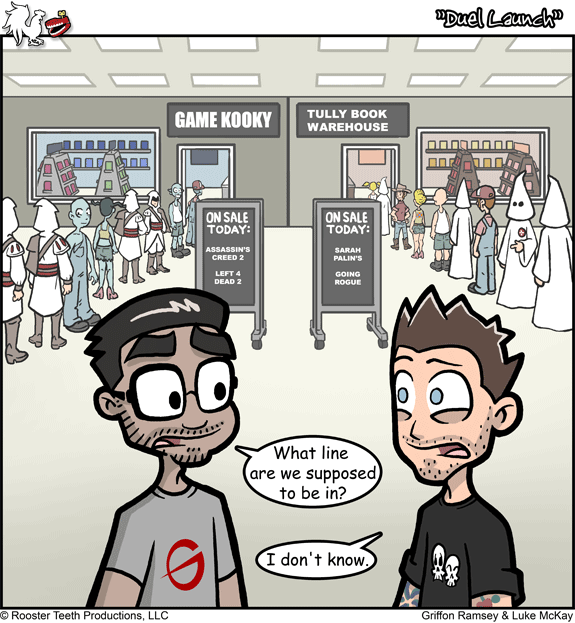 "Duel Launch"
GAME KOOKY
TULLY BOOK
WAREHOUSE
ON SALE
TODAY:
ASSASSIN'S
CREED 2
LEFT 4
DEAD 2
ON SALE
TODAY:
SARAH
PALIN'S
GOING
ROGUE
What line
are we supposed
to be in?
I don't know.
© Rooster Teeth Productions, LLC
Griffon Ramsey & Luke McKay